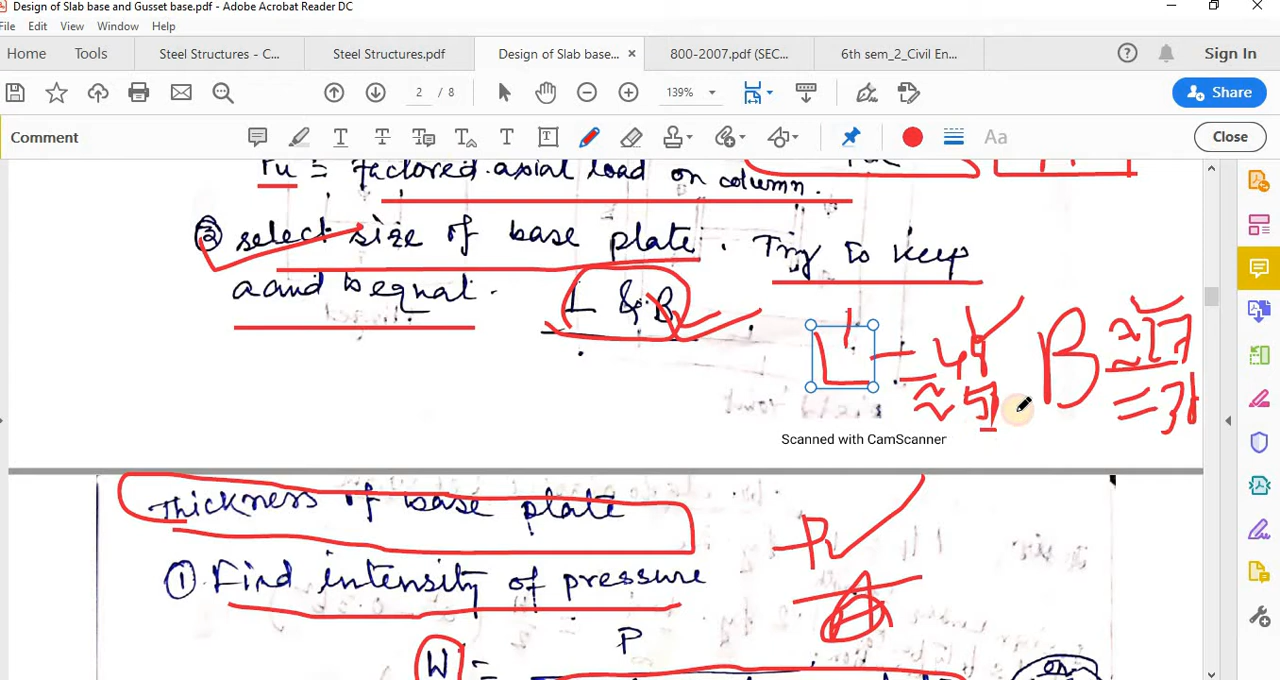 Design of Slab base and Gusset base.pdf - Adobe Acrobat Reader DC
File Edit View Window Help
Home Tools Steel Structures - C... Steel Structures.pdf Design of Slab base... × 800-2007.pdf (SEC... 6th sem_2_Civil En... Sign In
2 / 8 139% Share
Comment Close
Pu = factored axial load on column.
③ select size of base plate. Try to keep
a and b equal. L & B
L B
Scanned with CamScanner
Thickness of base plate
① Find intensity of pressure
P
W =